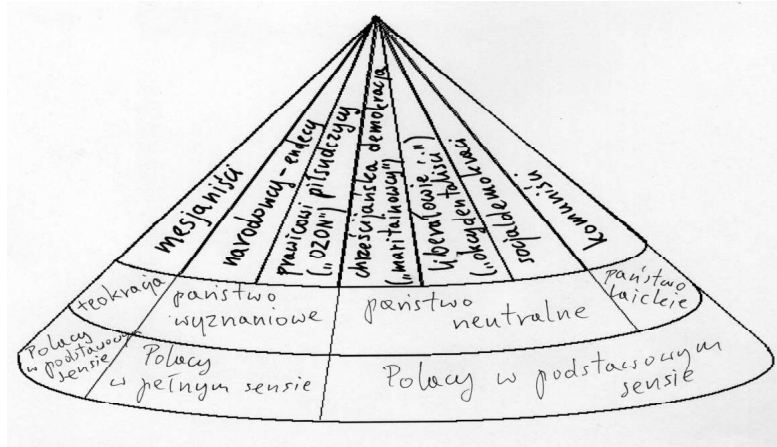 mesjaniści
narodowcy - endecy
prawicowi piłsudczycy
("OZON")
chrześcijańska demokracja
("maritainowcy")
liberałowie
("okcydentaliści")
socjaldemokraci
komuniści
teokracja
państwo
wyznaniowe
państwo
neutralne
państwo
laickie
Polacy
w podstawowym
sensie
Polacy
w pełnym sensie
Polacy w podstawowym
sensie